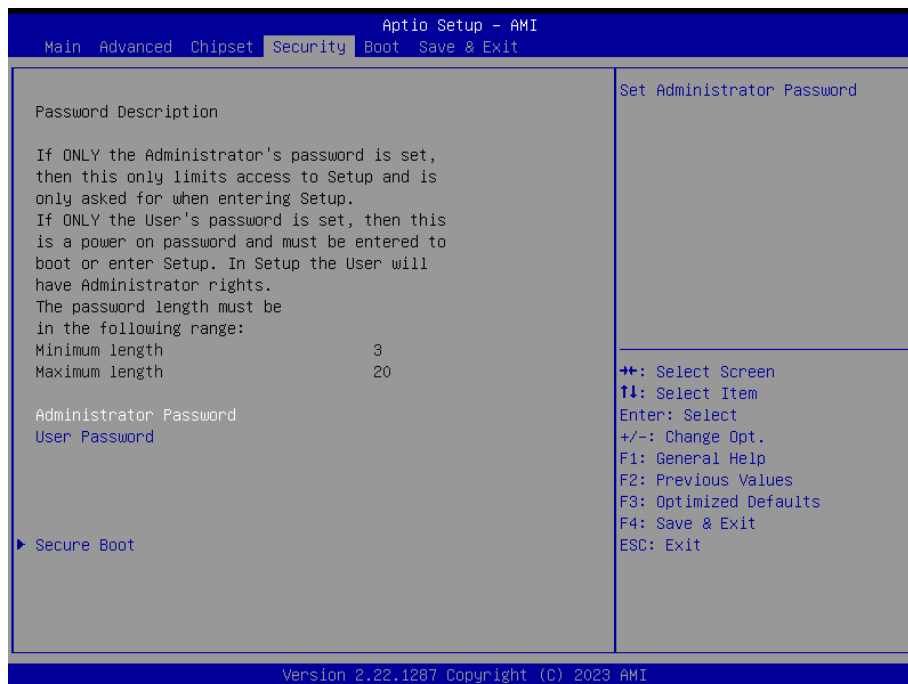 Aptio Setup - AMI
Main Advanced Chipset Security Boot Save & Exit
Password Description
If ONLY the Administrator's password is set,
then this only limits access to Setup and is
only asked for when entering Setup.
If ONLY the User's password is set, then this
is a power on password and must be entered to
boot or enter Setup. In Setup the User will
have Administrator rights.
The password length must be
in the following range:
Minimum length 3
Maximum length 20
Administrator Password
User Password
Secure Boot
Set Administrator Password
→←: Select Screen
↑↓: Select Item
Enter: Select
+/-: Change Opt.
F1: General Help
F2: Previous Values
F3: Optimized Defaults
F4: Save & Exit
ESC: Exit
Version 2.22.1287 Copyright (C) 2023 AMI